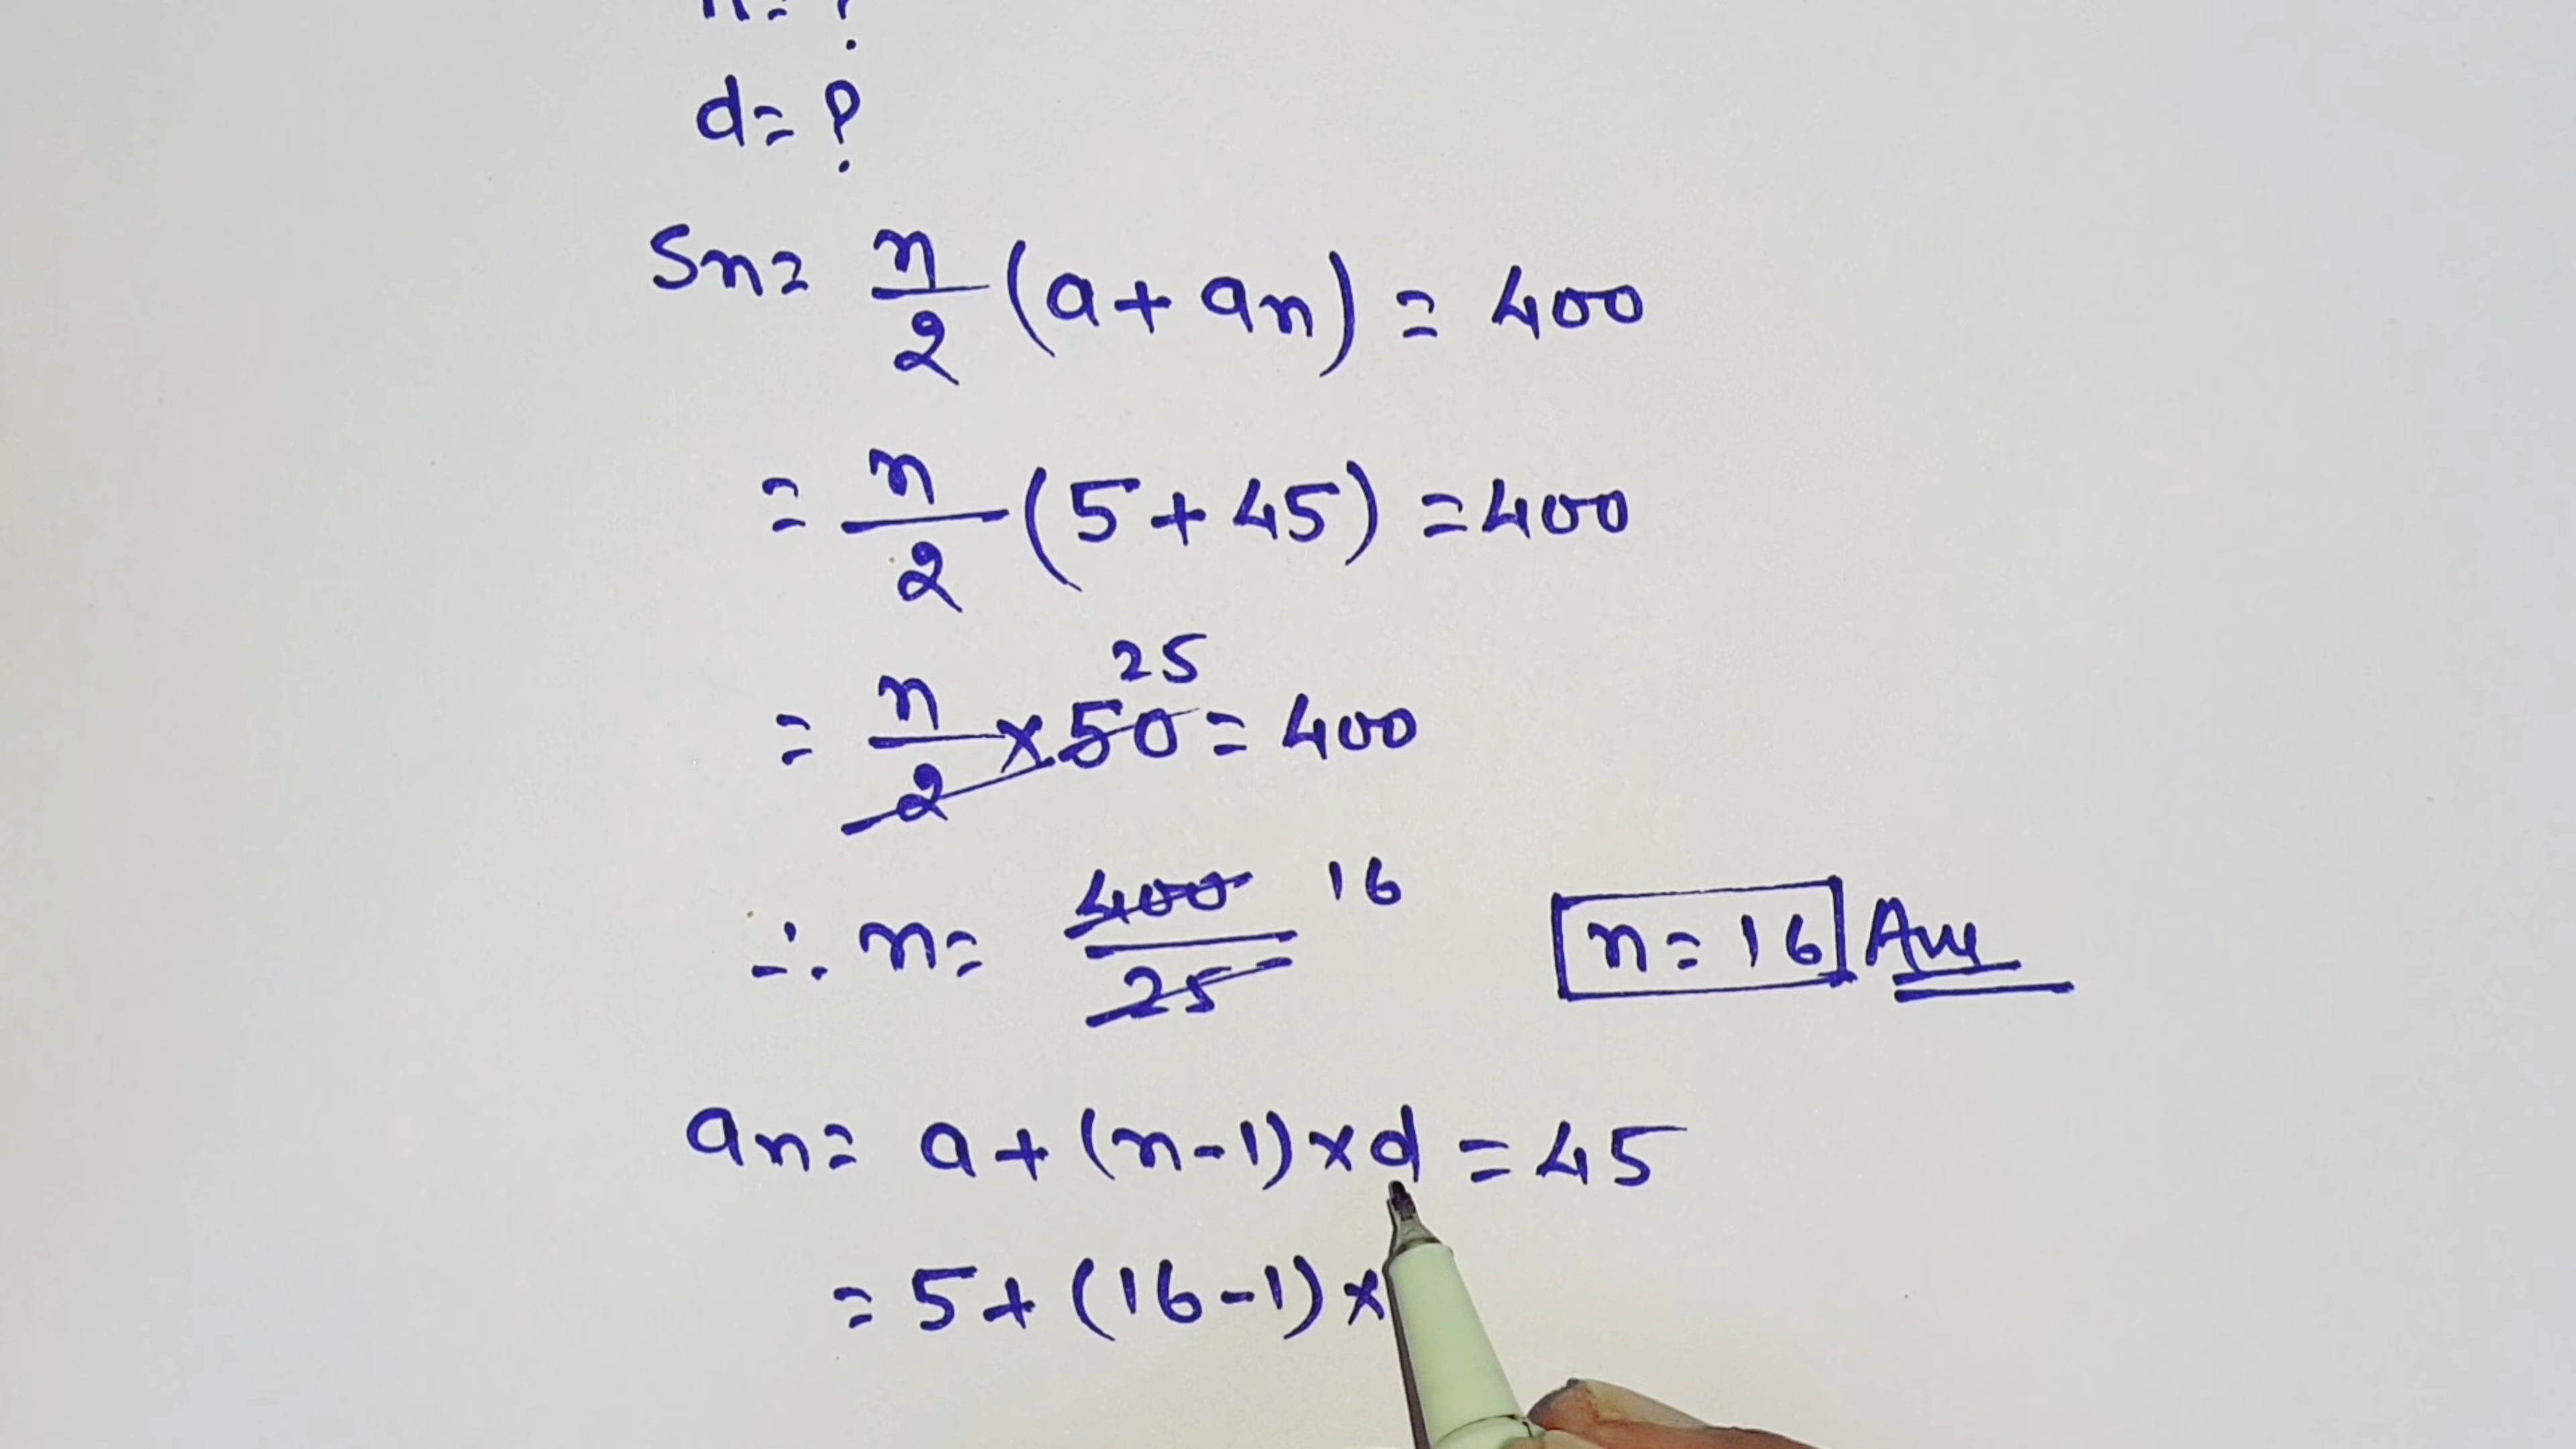 n= ?
d= ?
Sn= n/2 (a+an) = 400
= n/2 (5+45) =400
25
= n/2 ×50= 400
∴ n= 400/25 16
n= 16 Ans
an= a+(n-1)×d =45
= 5+(16-1)×